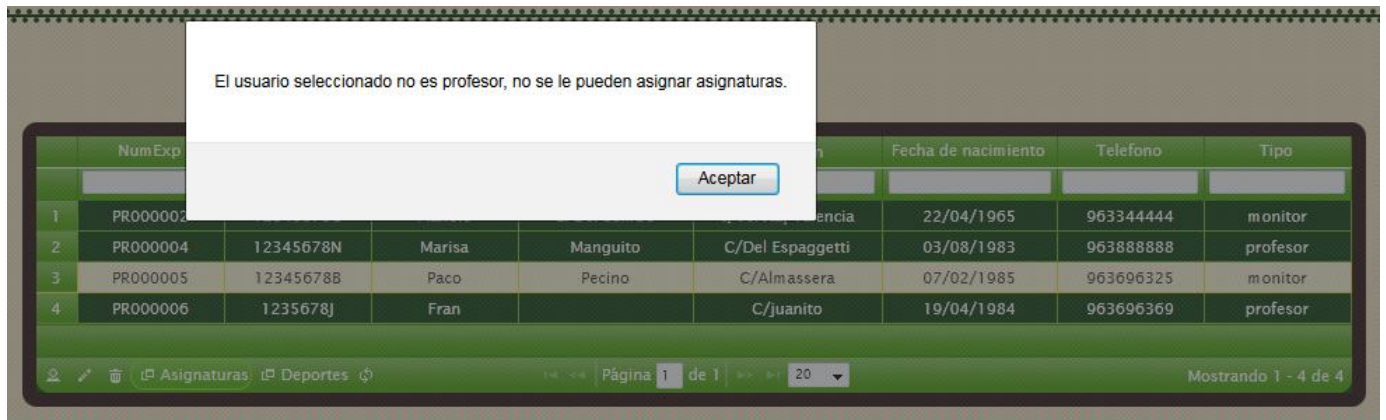 El usuario seleccionado no es profesor, no se le pueden asignar asignaturas.
Aceptar
NumExp Fecha de nacimiento Telefono Tipo
1 PR000002 22/04/1965 963344444 monitor
2 PR000004 12345678N Marisa Manguito C/Del Espaggetti 03/08/1983 963888888 profesor
3 PR000005 12345678B Paco Pecino C/Almassera 07/02/1985 963696325 monitor
4 PR000006 1235678J Fran C/juanito 19/04/1984 963696369 profesor
Asignaturas Deportes Página 1 de 1 20 Mostrando 1 - 4 de 4